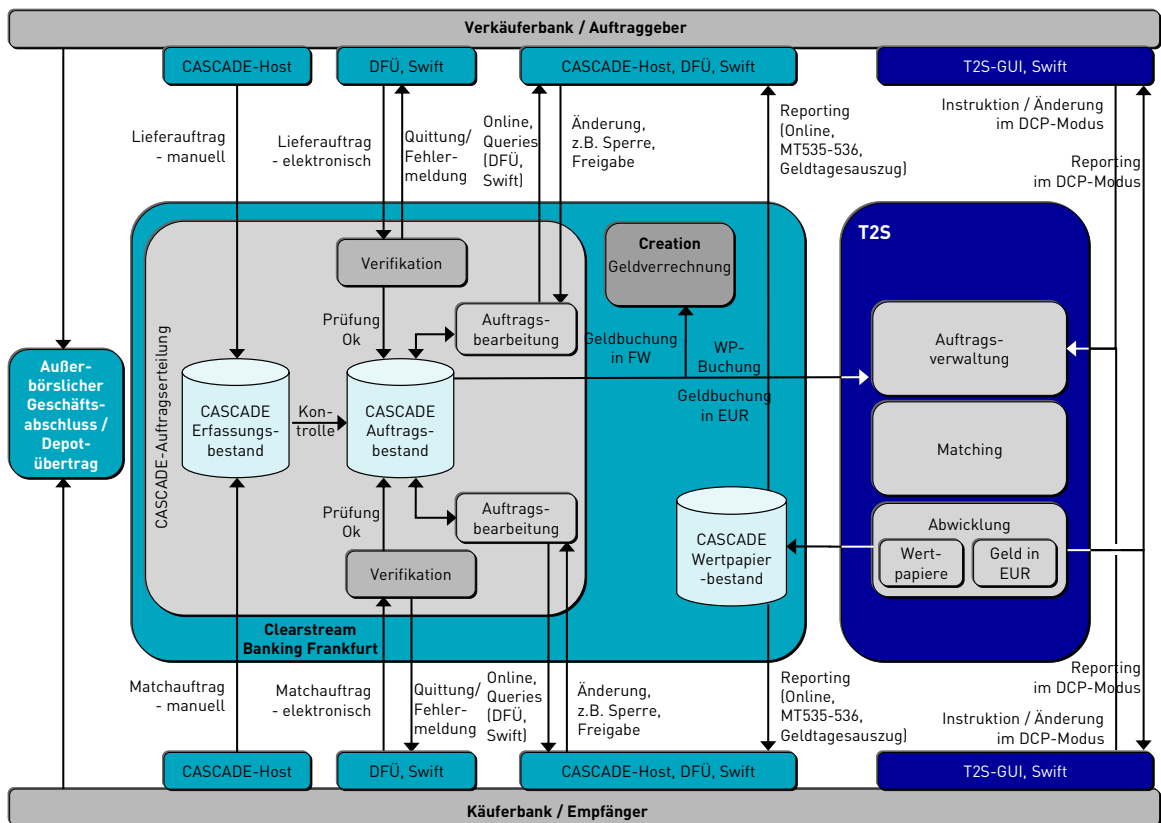 Verkäuferbank / Auftraggeber
CASCADE-Host
DFÜ, Swift
CASCADE-Host, DFÜ, Swift
T2S-GUI, Swift
Lieferauftrag
- manuell
Lieferauftrag
- elektronisch
Quittung/
Fehler-
meldung
Online,
Queries
(DFÜ,
Swift)
Änderung,
z.B. Sperre,
Freigabe
Reporting
(Online,
MT535-536,
Geldtagesauszug)
Instruktion / Änderung
im DCP-Modus
Reporting
im DCP-Modus
Außer-
börslicher
Geschäfts-
abschluss /
Depot-
übertrag
CASCADE-Auftragserteilung
Verifikation
Prüfung
Ok
Auftrags-
bearbeitung
CASCADE
Erfassungs-
bestand
Kon-
trolle
CASCADE
Auftrags-
bestand
Prüfung
Ok
Auftrags-
bearbeitung
Verifikation
Clearstream
Banking Frankfurt
Creation
Geldverrechnung
Geldbuchung
in FW
WP-
Buchung
Geldbuchung
in EUR
CASCADE
Wertpapier
-bestand
T2S
Auftrags-
verwaltung
Matching
Abwicklung
Wert-
papiere
Geld in
EUR
Matchauftrag
- manuell
Matchauftrag
- elektronisch
Quittung/
Fehler-
meldung
Online,
Queries
(DFÜ,
Swift)
Änderung,
z.B. Sperre,
Freigabe
Reporting
(Online,
MT535-536,
Geldtagesauszug)
Reporting
im DCP-Modus
Instruktion / Änderung
im DCP-Modus
CASCADE-Host
DFÜ, Swift
CASCADE-Host, DFÜ, Swift
T2S-GUI, Swift
Käuferbank / Empfänger